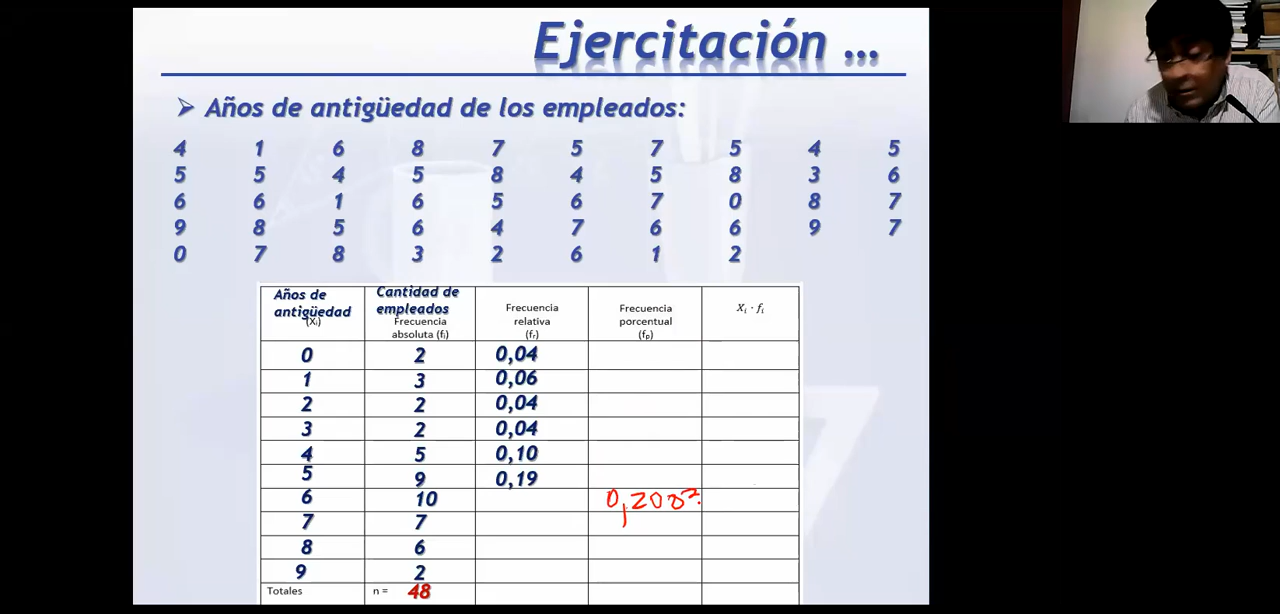 Ejercitación ...
Años de antigüedad de los empleados:
4 1 6 8 7 5 7 5 4 5
5 5 4 5 8 4 5 8 3 6
6 6 1 6 5 6 7 0 8 7
9 8 5 6 4 7 6 6 9 7
0 7 8 3 2 6 1 2
Años de antigüedad (Xᵢ) Cantidad de empleados Frecuencia absoluta (fᵢ) Frecuencia relativa (fᵣ) Frecuencia porcentual (fₚ) Xᵢ · fᵢ
0 2 0,04
1 3 0,06
2 2 0,04
3 2 0,04
4 5 0,10
5 9 0,19
6 10
7 7
8 6
9 2
Totales n = 48